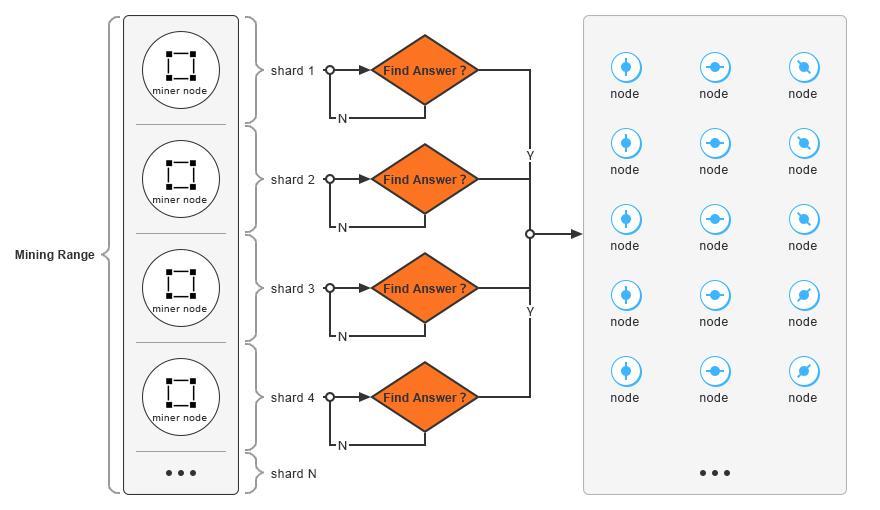 Mining Range
miner node
miner node
miner node
miner node
shard 1
shard 2
shard 3
shard 4
shard N
Find Answer ?
N
Find Answer ?
N
Find Answer ?
N
Find Answer ?
N
Y
Y
node node node
node node node
node node node
node node node
node node node